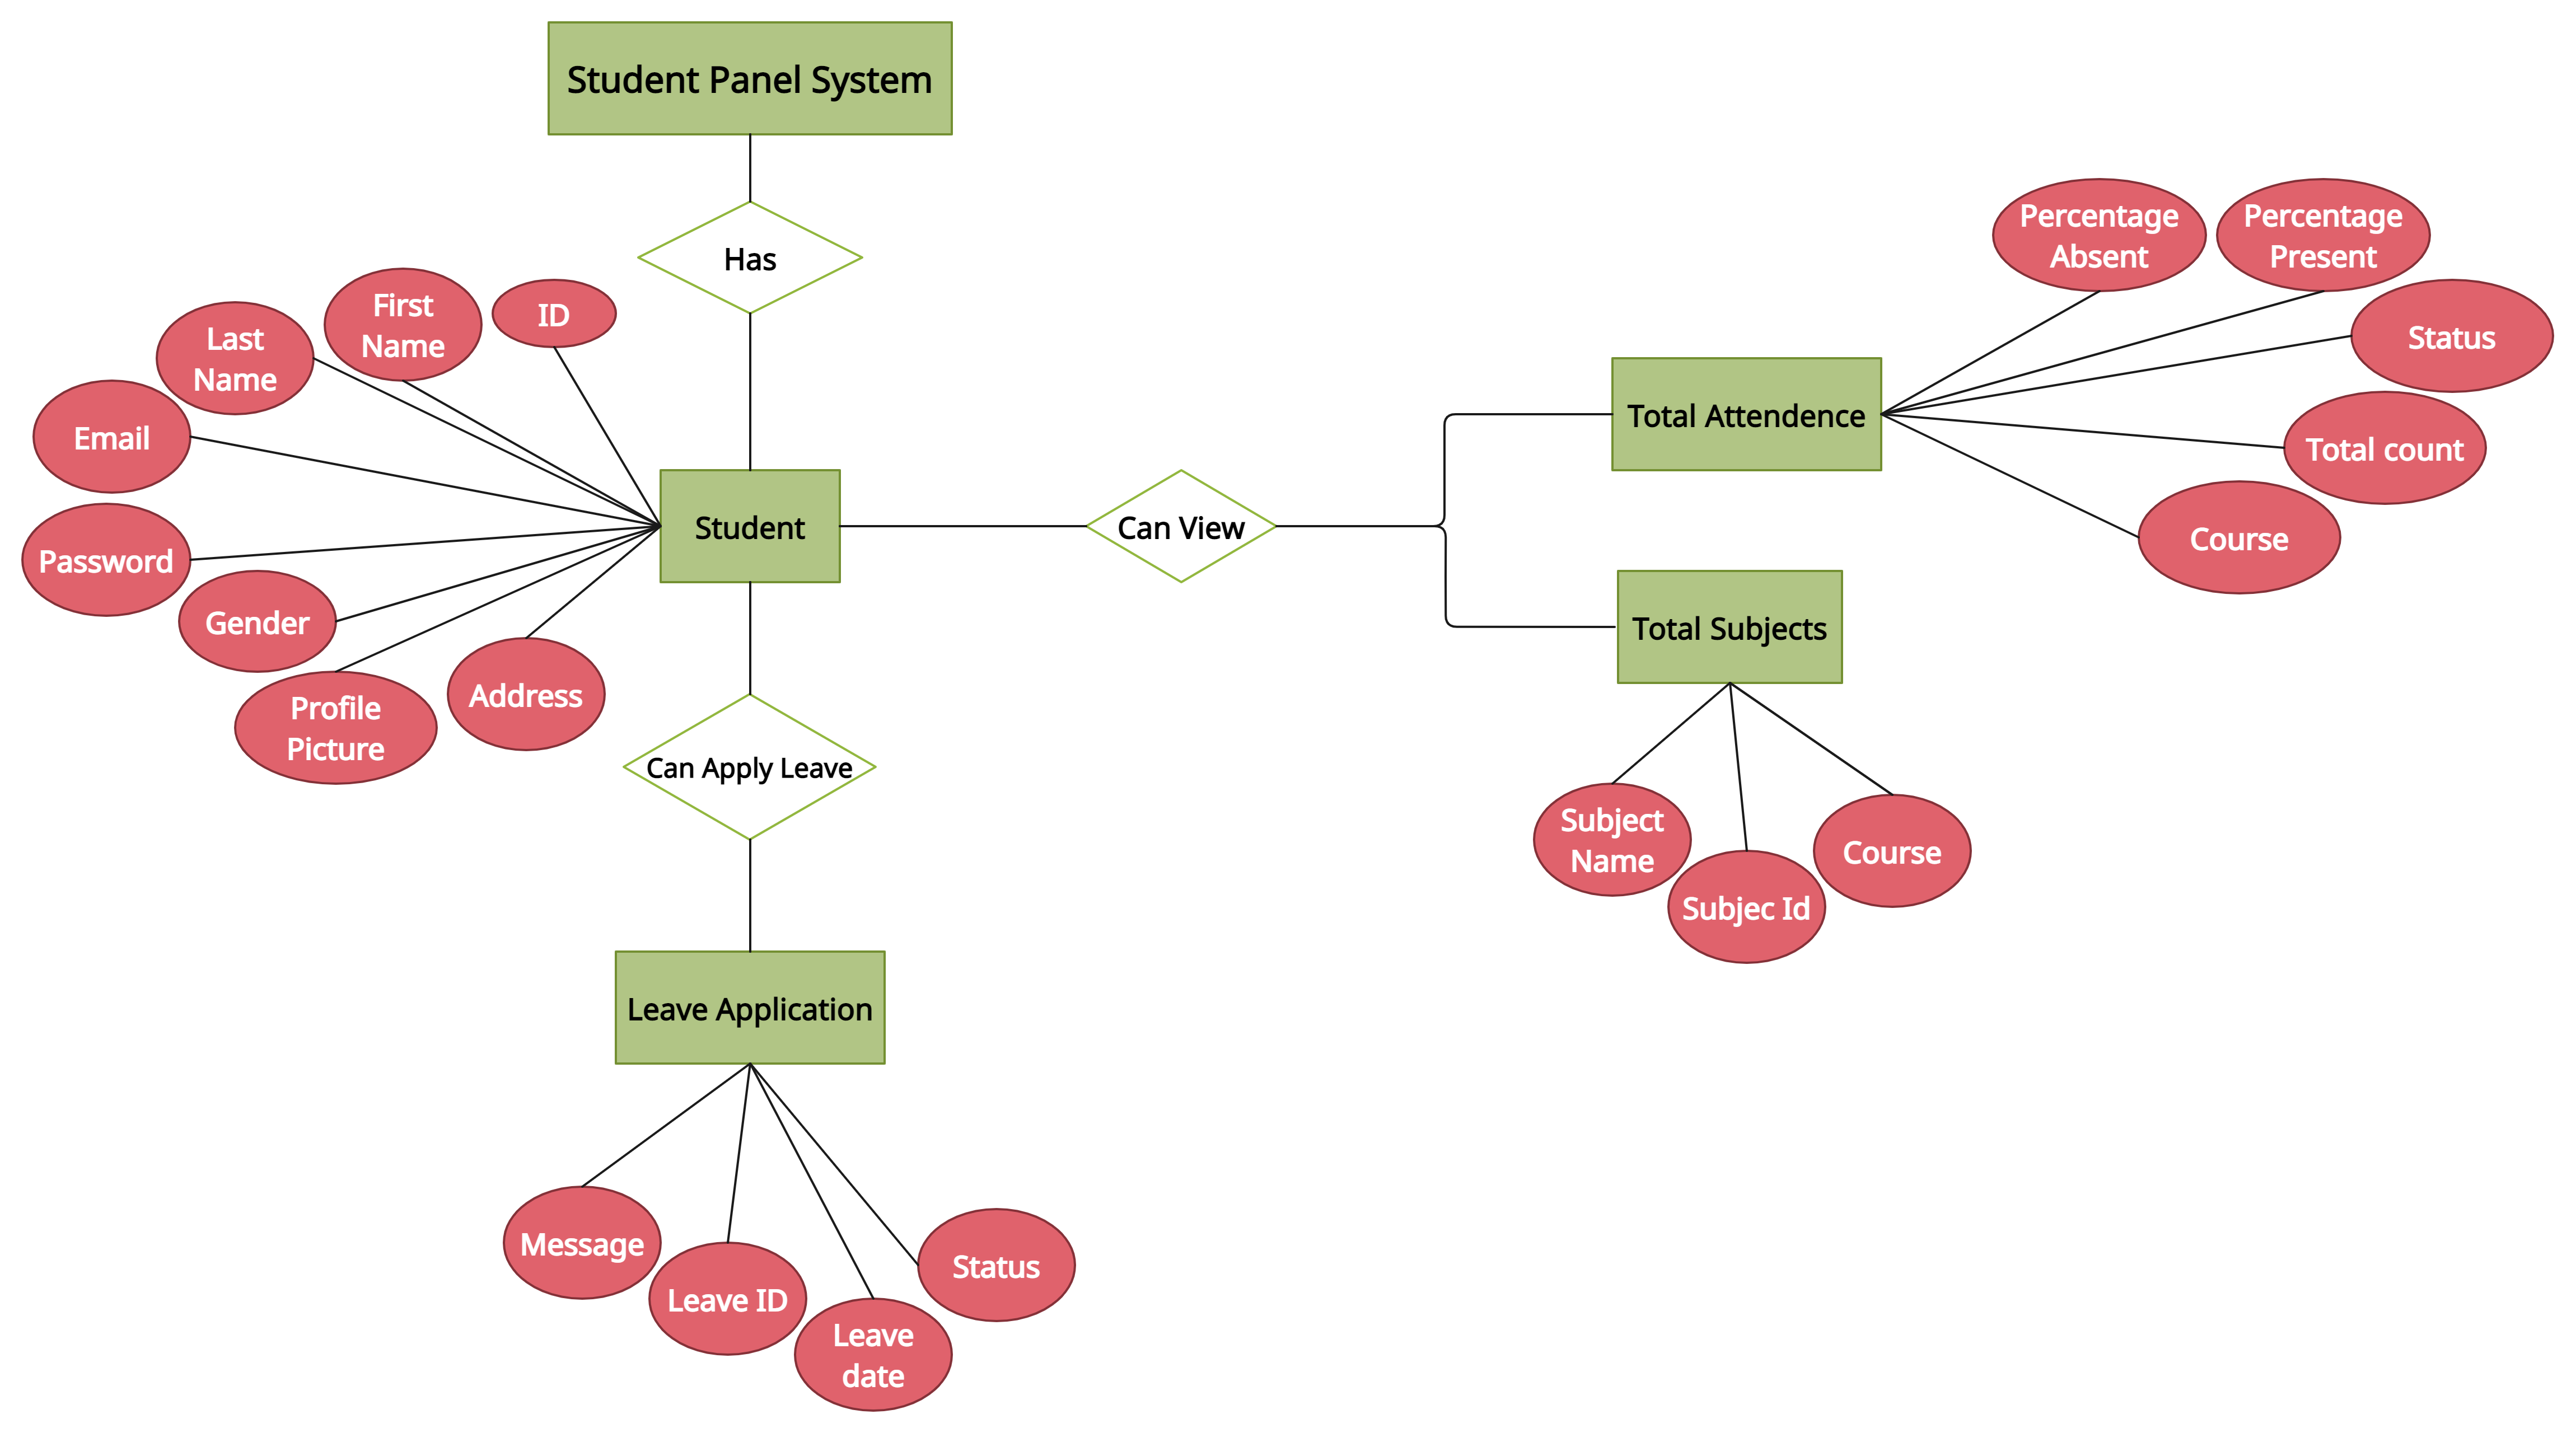 Student Panel System
Has
Percentage
Absent
Percentage
Present
First
Name
ID
Last
Name
Status
Email
Total Attendence
Total count
Student
Can View
Course
Password
Gender
Total Subjects
Address
Profile
Picture
Can Apply Leave
Subject
Name
Course
Subjec Id
Leave Application
Message
Status
Leave ID
Leave
date